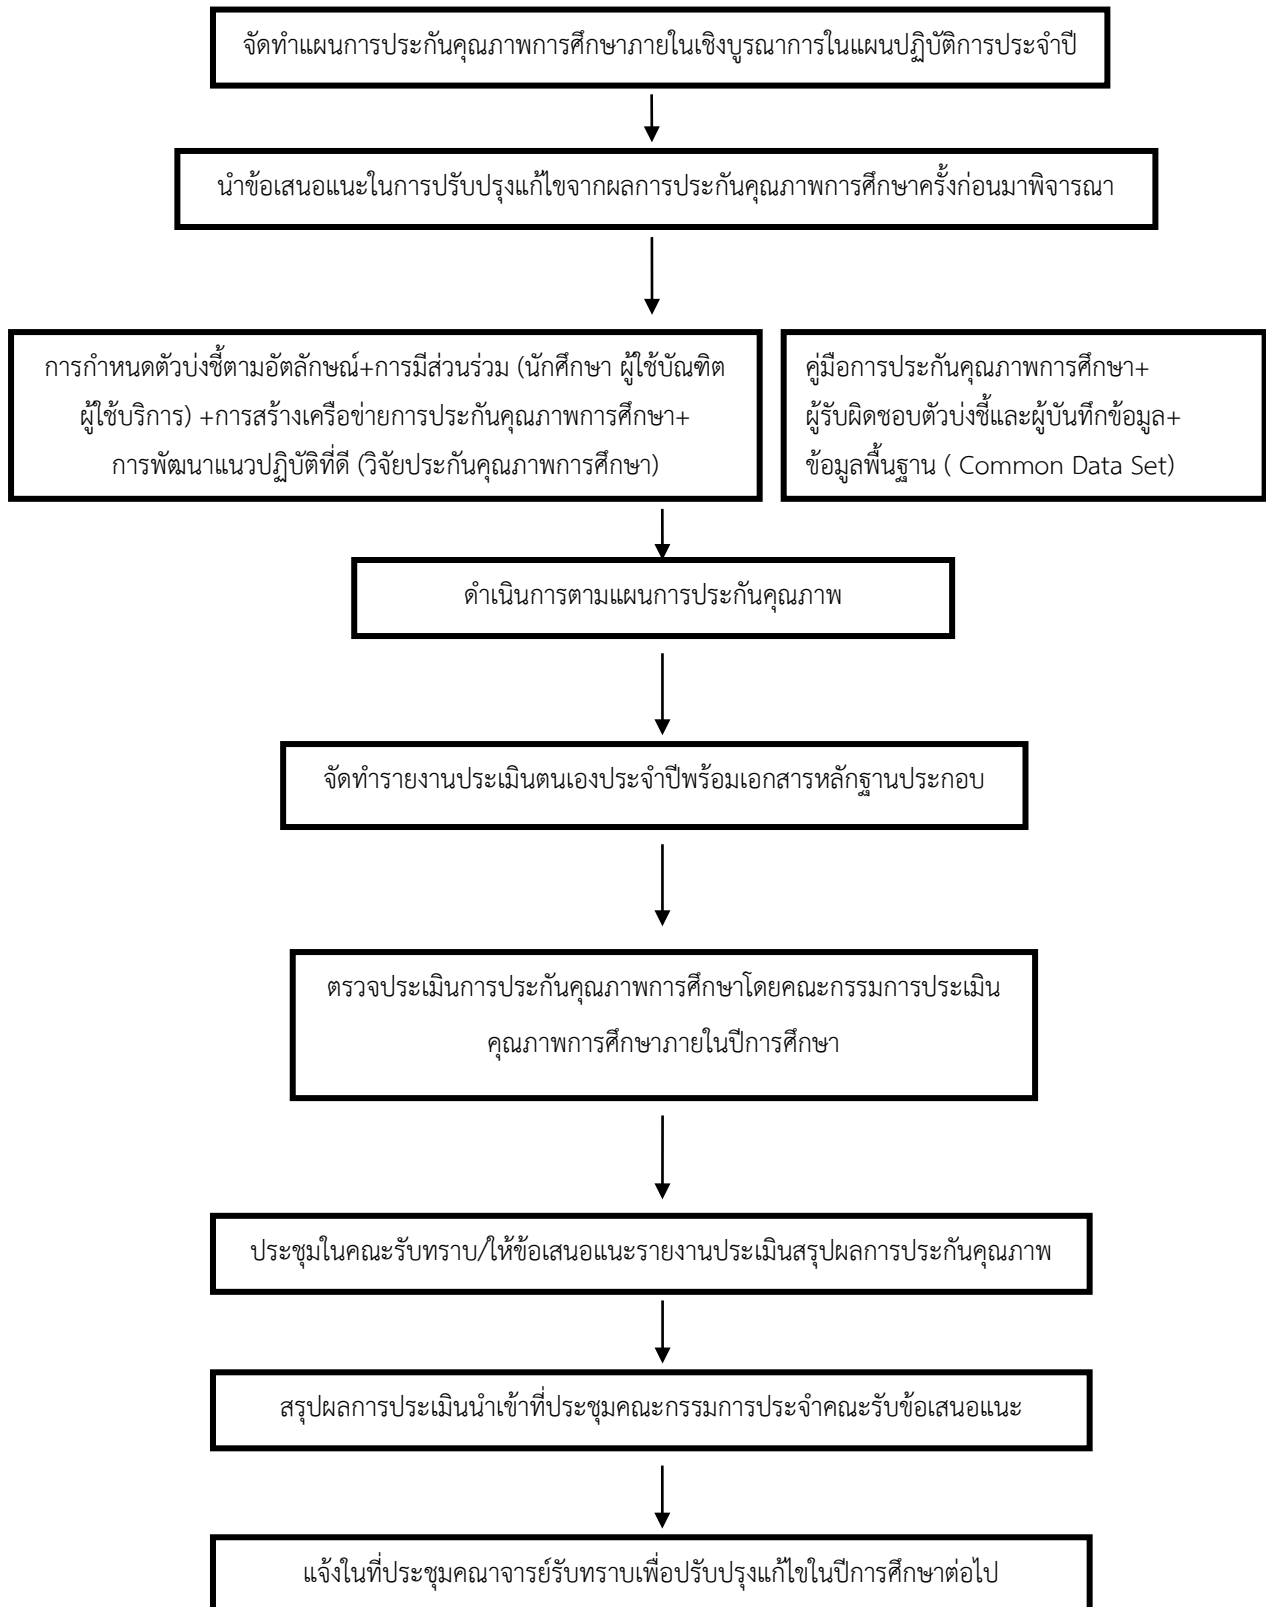 จัดทำแผนการประกันคุณภาพการศึกษาภายในเชิงบูรณาการในแผนปฏิบัติการประจำปี
นำข้อเสนอแนะในการปรับปรุงแก้ไขจากผลการประกันคุณภาพการศึกษาครั้งก่อนมาพิจารณา
การกำหนดตัวบ่งชี้ตามอัตลักษณ์+การมีส่วนร่วม (นักศึกษา ผู้ใช้บัณฑิต
ผู้ใช้บริการ) +การสร้างเครือข่ายการประกันคุณภาพการศึกษา+
การพัฒนาแนวปฏิบัติที่ดี (วิจัยประกันคุณภาพการศึกษา)
คู่มือการประกันคุณภาพการศึกษา+
ผู้รับผิดชอบตัวบ่งชี้และผู้บันทึกข้อมูล+
ข้อมูลพื้นฐาน ( Common Data Set)
ดำเนินการตามแผนการประกันคุณภาพ
จัดทำรายงานประเมินตนเองประจำปีพร้อมเอกสารหลักฐานประกอบ
ตรวจประเมินการประกันคุณภาพการศึกษาโดยคณะกรรมการประเมิน
คุณภาพการศึกษาภายในปีการศึกษา
ประชุมในคณะรับทราบ/ให้ข้อเสนอแนะรายงานประเมินสรุปผลการประกันคุณภาพ
สรุปผลการประเมินนำเข้าที่ประชุมคณะกรรมการประจำคณะรับข้อเสนอแนะ
แจ้งในที่ประชุมคณาจารย์รับทราบเพื่อปรับปรุงแก้ไขในปีการศึกษาต่อไป